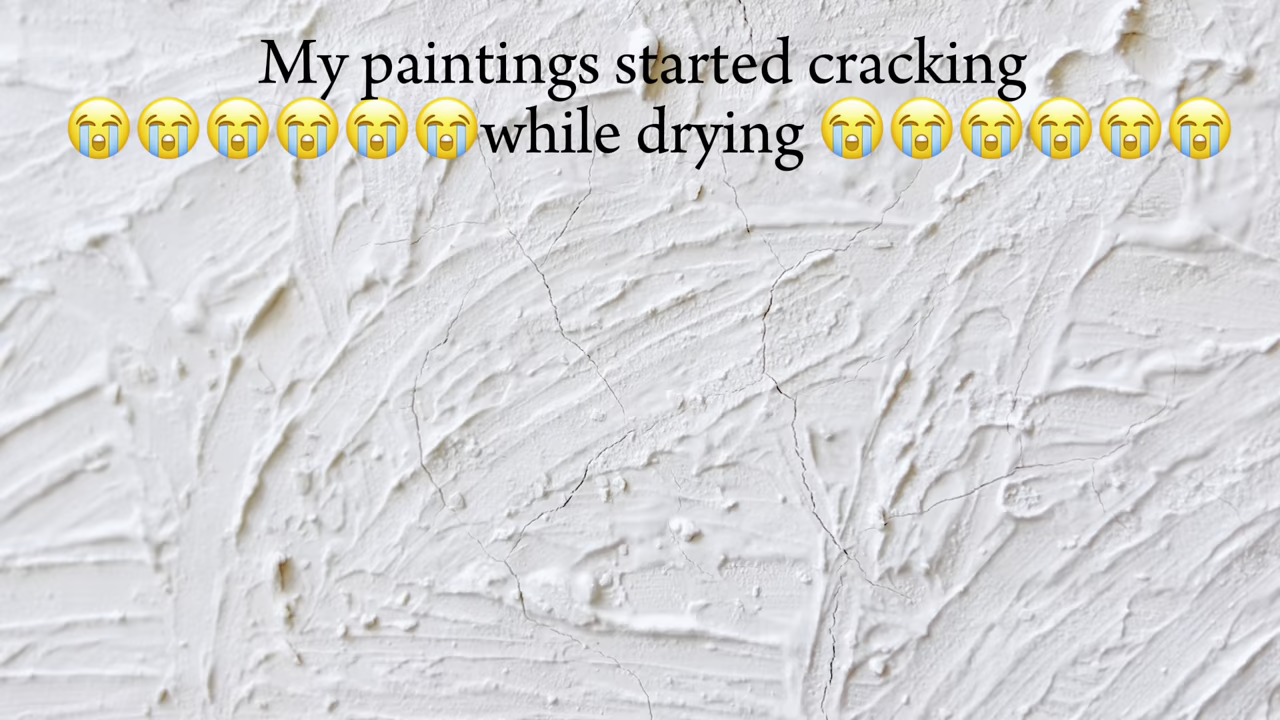 My paintings started cracking
😭😭😭😭😭😭while drying 😭😭😭😭😭😭